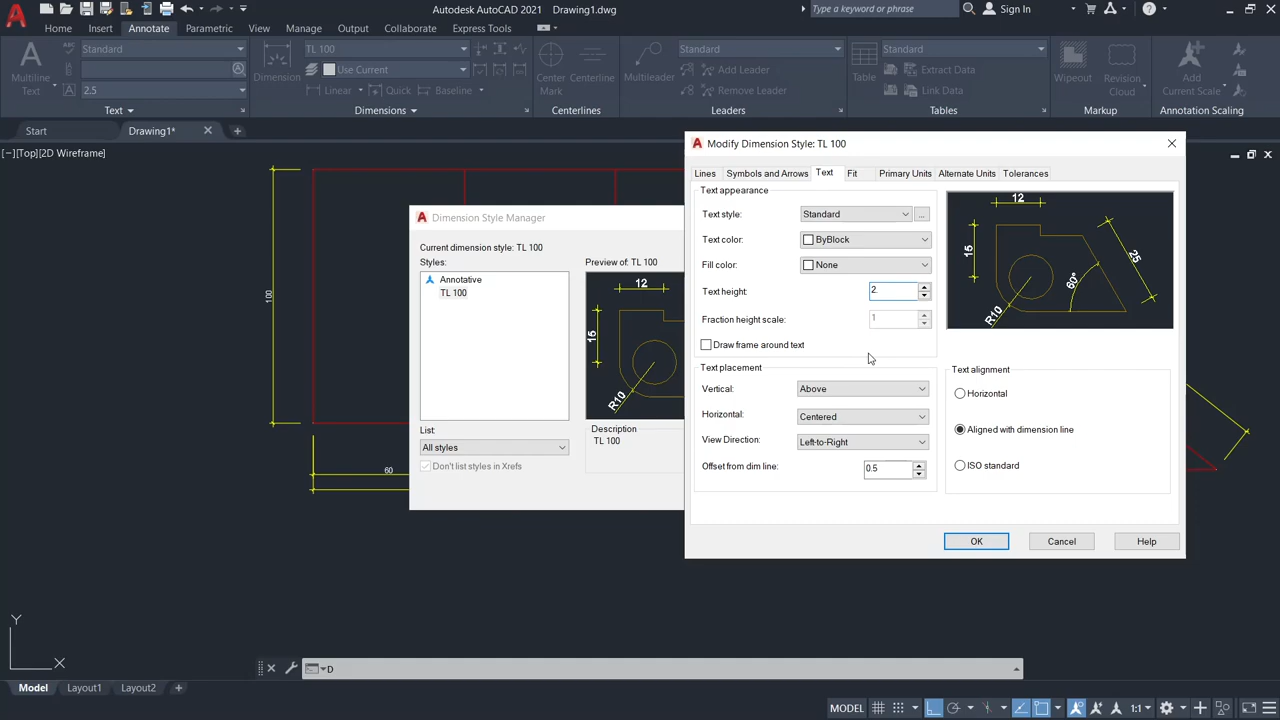 Autodesk AutoCAD 2021 Drawing1.dwg
Type a keyword or phrase
Sign In
Home Insert Annotate Parametric View Manage Output Collaborate Express Tools
Multiline
Text
ABC
Standard
2.5
Text
Dimension
TL 100
Use Current
Linear Quick Baseline
Dimensions
Center
Mark
Centerline
Centerlines
Multileader
Standard
Add Leader
Remove Leader
Leaders
Table
Standard
Extract Data
Link Data
Tables
Wipeout
Revision
Cloud
Markup
Add
Current Scale
Annotation Scaling
Start
Drawing1*
[−][Top][2D Wireframe]
100
60
Dimension Style Manager
Current dimension style: TL 100
Styles:
Annotative
TL 100
Preview of: TL 100
12
15
R10
List:
All styles
Don't list styles in Xrefs
Description
TL 100
Modify Dimension Style: TL 100
Lines Symbols and Arrows Text Fit Primary Units Alternate Units Tolerances
Text appearance
Text style:
Standard
...
Text color:
ByBlock
Fill color:
None
Text height:
2.
Fraction height scale:
1
Draw frame around text
12
15
25
60°
R10
Text placement
Vertical:
Above
Horizontal:
Centered
View Direction:
Left-to-Right
Offset from dim line:
0.5
Text alignment
Horizontal
Aligned with dimension line
ISO standard
OK
Cancel
Help
Y
X
D
Model
Layout1
Layout2
MODEL
1:1